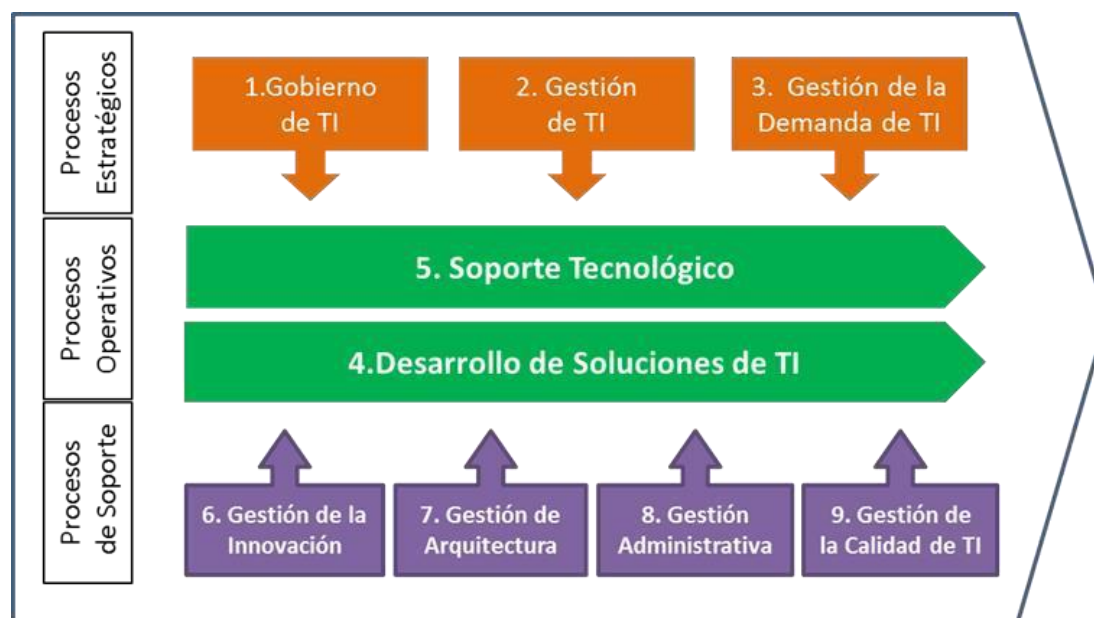 Procesos
Estratégicos
1.Gobierno
de TI
2. Gestión
de TI
3. Gestión de la
Demanda de TI
Procesos
Operativos
5. Soporte Tecnológico
4.Desarrollo de Soluciones de TI
Procesos
de Soporte
6. Gestión de la
Innovación
7. Gestión de
Arquitectura
8. Gestión
Administrativa
9. Gestión de
la Calidad de TI